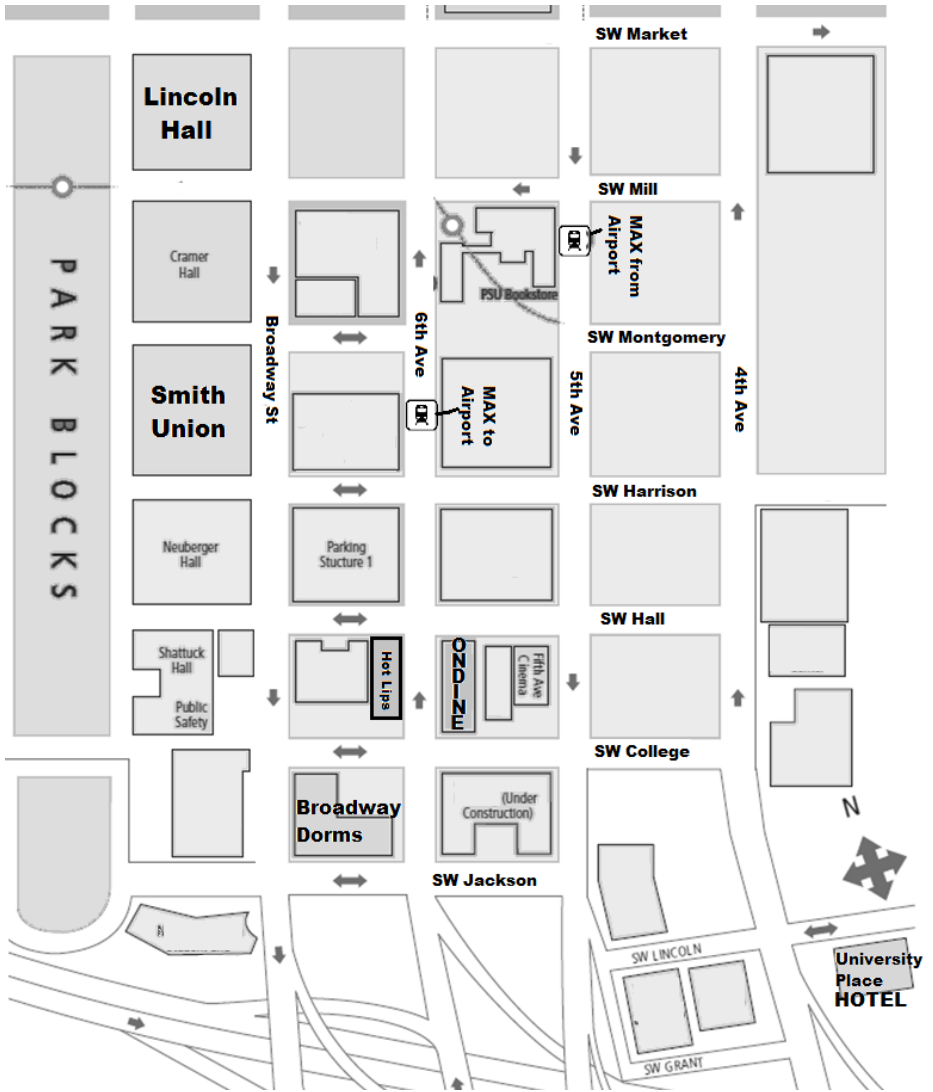 SW Market
Lincoln
Hall
SW Mill
MAX from
Airport
Cramer
Hall
PSU Bookstore
PARK BLOCKS
Broadway St
6th Ave
SW Montgomery
5th Ave
4th Ave
Smith
Union
MAX to
Airport
SW Harrison
Neuberger
Hall
Parking
Stucture 1
SW Hall
Shattuck
Hall
Public
Safety
Hot Lips
ONDINE
Fifth Ave
Cinema
SW College
Broadway
Dorms
(Under
Construction)
N
SW Jackson
SW LINCOLN
University
Place
HOTEL
SW GRANT